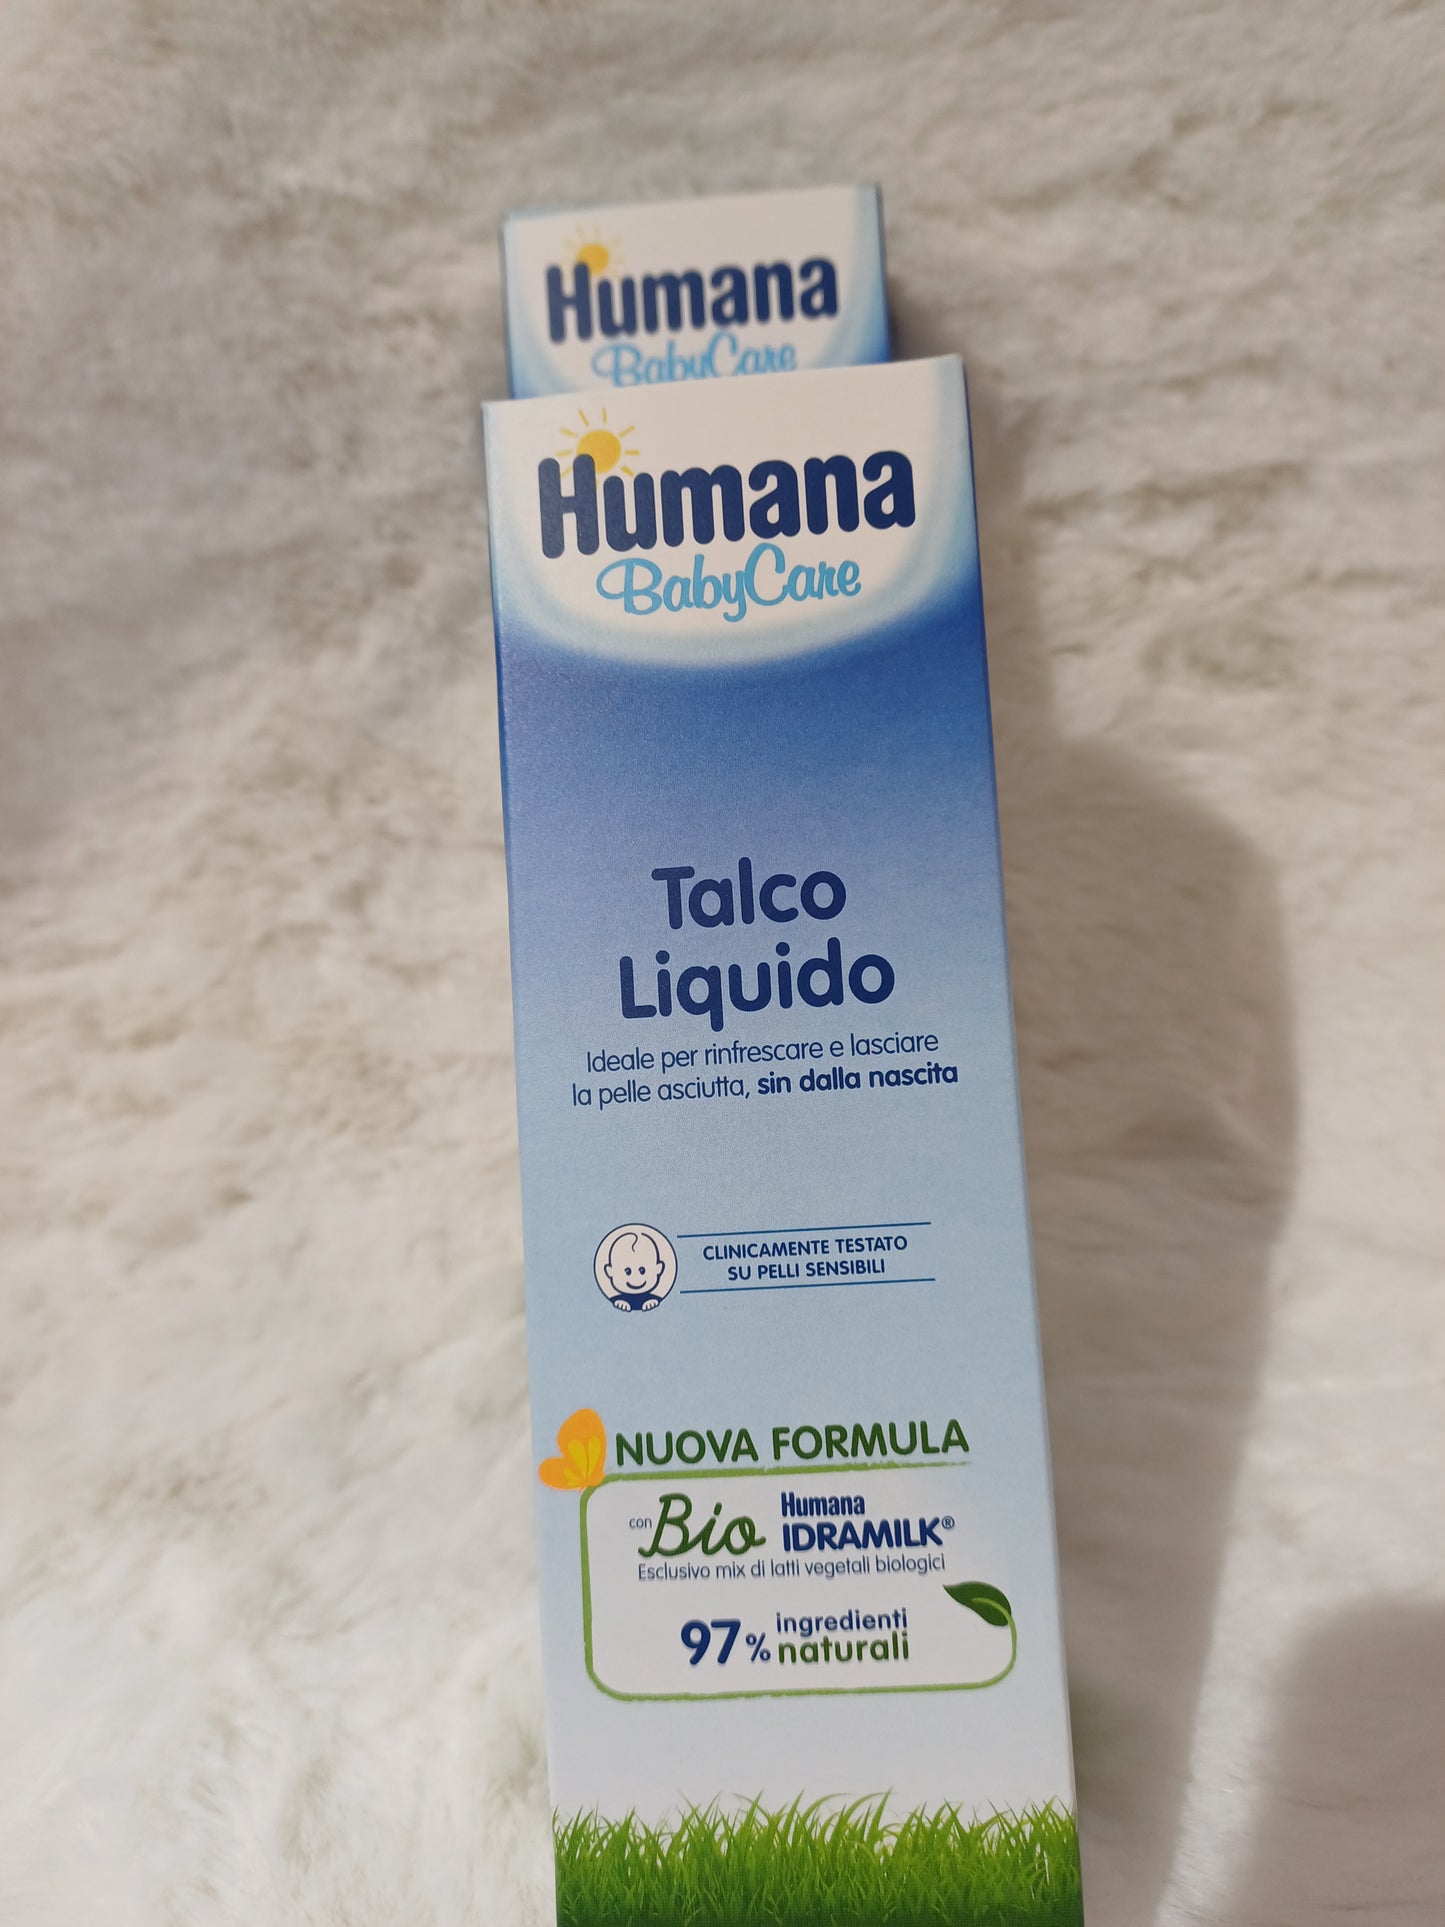 Humana
BabyCare
Humana
BabyCare
Talco
Liquido
Ideale per rinfrescare e lasciare
la pelle asciutta, sin dalla nascita
CLINICAMENTE TESTATO
SU PELLI SENSIBILI
NUOVA FORMULA
con Bio Humana
IDRAMILK®
Esclusivo mix di latti vegetali biologici
97% ingredienti
naturali